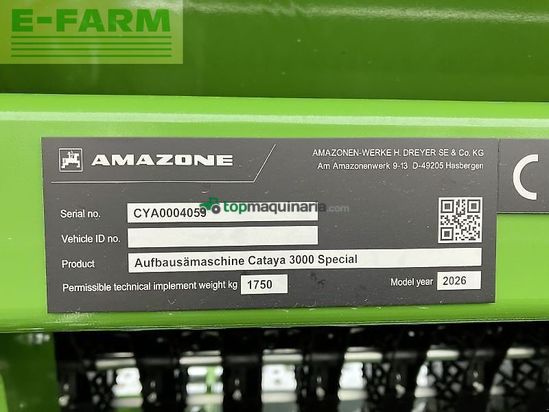 E-FARM
AMAZONE
AMAZONEN-WERKE H. DREYER SE & Co. KG
Am Amazonenwerk 9-13 D-49205 Hasbergen
Serial no. CYA0004059
topmaquinaria.com
Vehicle ID no.
Product Aufbausämaschine Cataya 3000 Special
Permissible technical implement weight kg 1750 Model year 2026